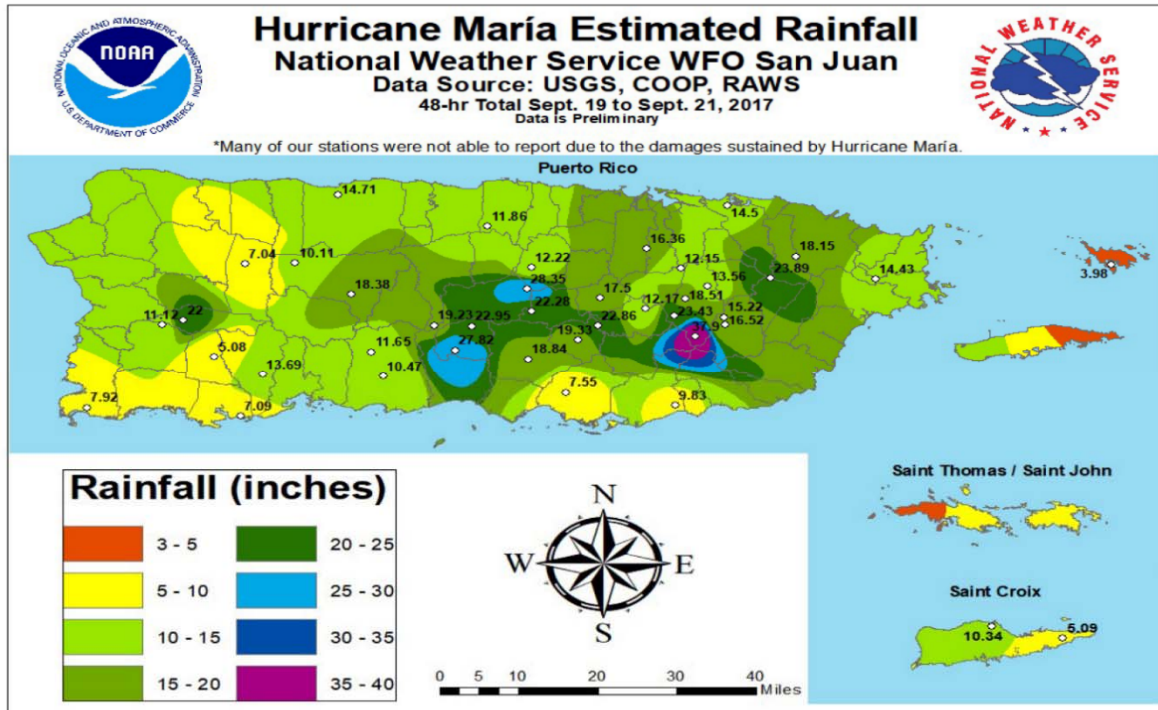 NATIONAL OCEANIC AND ATMOSPHERIC ADMINISTRATION
NOAA
U.S. DEPARTMENT OF COMMERCE
Hurricane María Estimated Rainfall
National Weather Service WFO San Juan
Data Source: USGS, COOP, RAWS
48-hr Total Sept. 19 to Sept. 21, 2017
Data is Preliminary
NATIONAL WEATHER SERVICE
*Many of our stations were not able to report due to the damages sustained by Hurricane María.
Puerto Rico
14.71
11.86
14.5
16.36
18.15
7.04
10.11
12.22
12.15
23.89
14.43
3.98
28.35
13.56
18.38
17.5
18.51
12.17
22.28
11.12
22
19.23
22.95
22.86
23.43
15.22
16.52
19.33
37.9
27.82
11.65
5.08
18.84
13.69
10.47
7.55
9.83
7.92
7.09
Rainfall (inches)
3 - 5
20 - 25
5 - 10
25 - 30
10 - 15
30 - 35
15 - 20
35 - 40
N
W
E
S
0
5
10
20
30
40
Miles
Saint Thomas / Saint John
Saint Croix
10.34
5.09